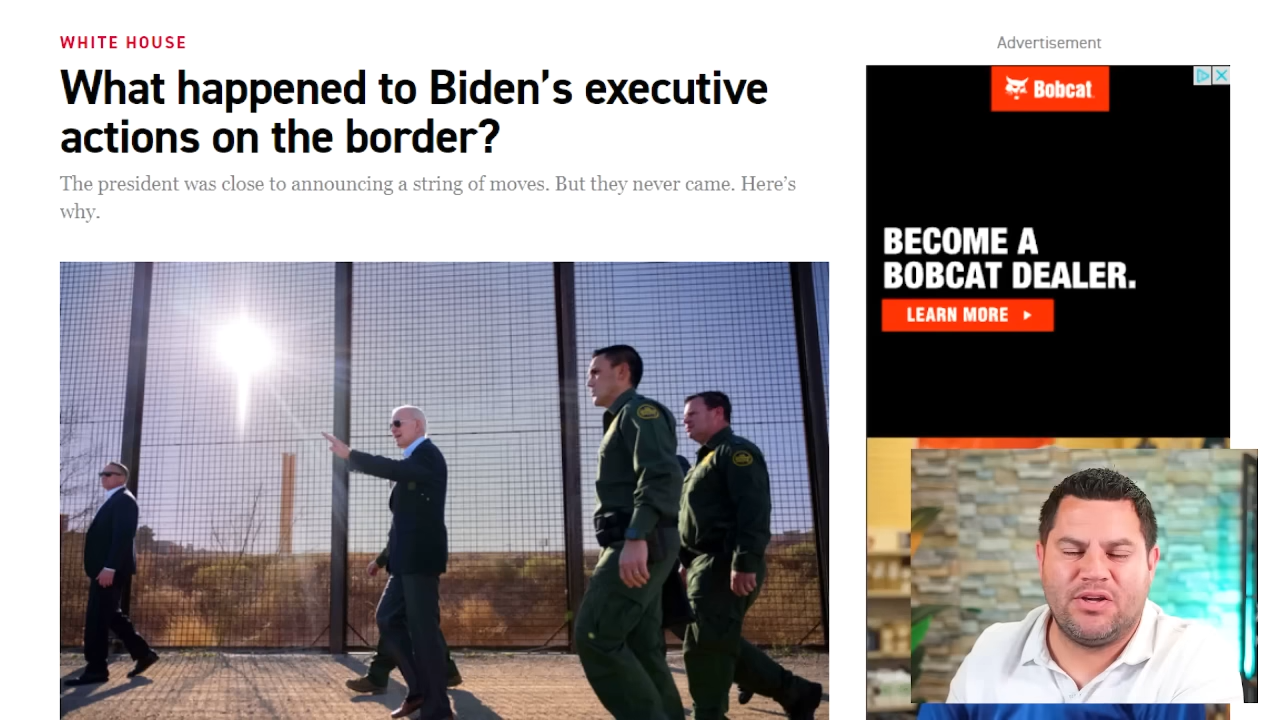 WHITE HOUSE
What happened to Biden’s executive
actions on the border?
The president was close to announcing a string of moves. But they never came. Here’s
why.
Advertisement
Bobcat
BECOME A
BOBCAT DEALER.
LEARN MORE